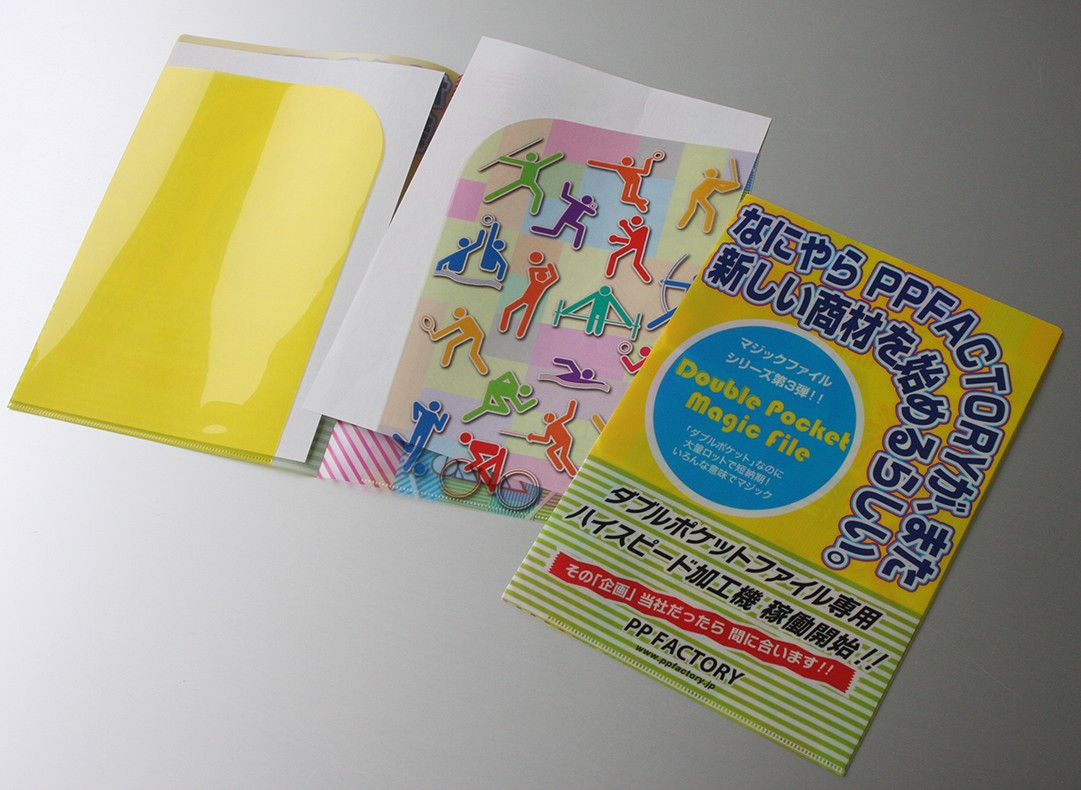 なにやら PPFACTORYが、また
新しい商材を始めるらしい。
マジックファイル
シリーズ第3弾!!
Double Pocket
Magic File
「ダブルポケット」なのに
大量ロットで短納期!
いろんな意味でマジック
ダブルポケットファイル専用
ハイスピード加工機 稼働開始!!
その「企画」当社だったら 間に合います!!
PP FACTORY
www.ppfactory.jp